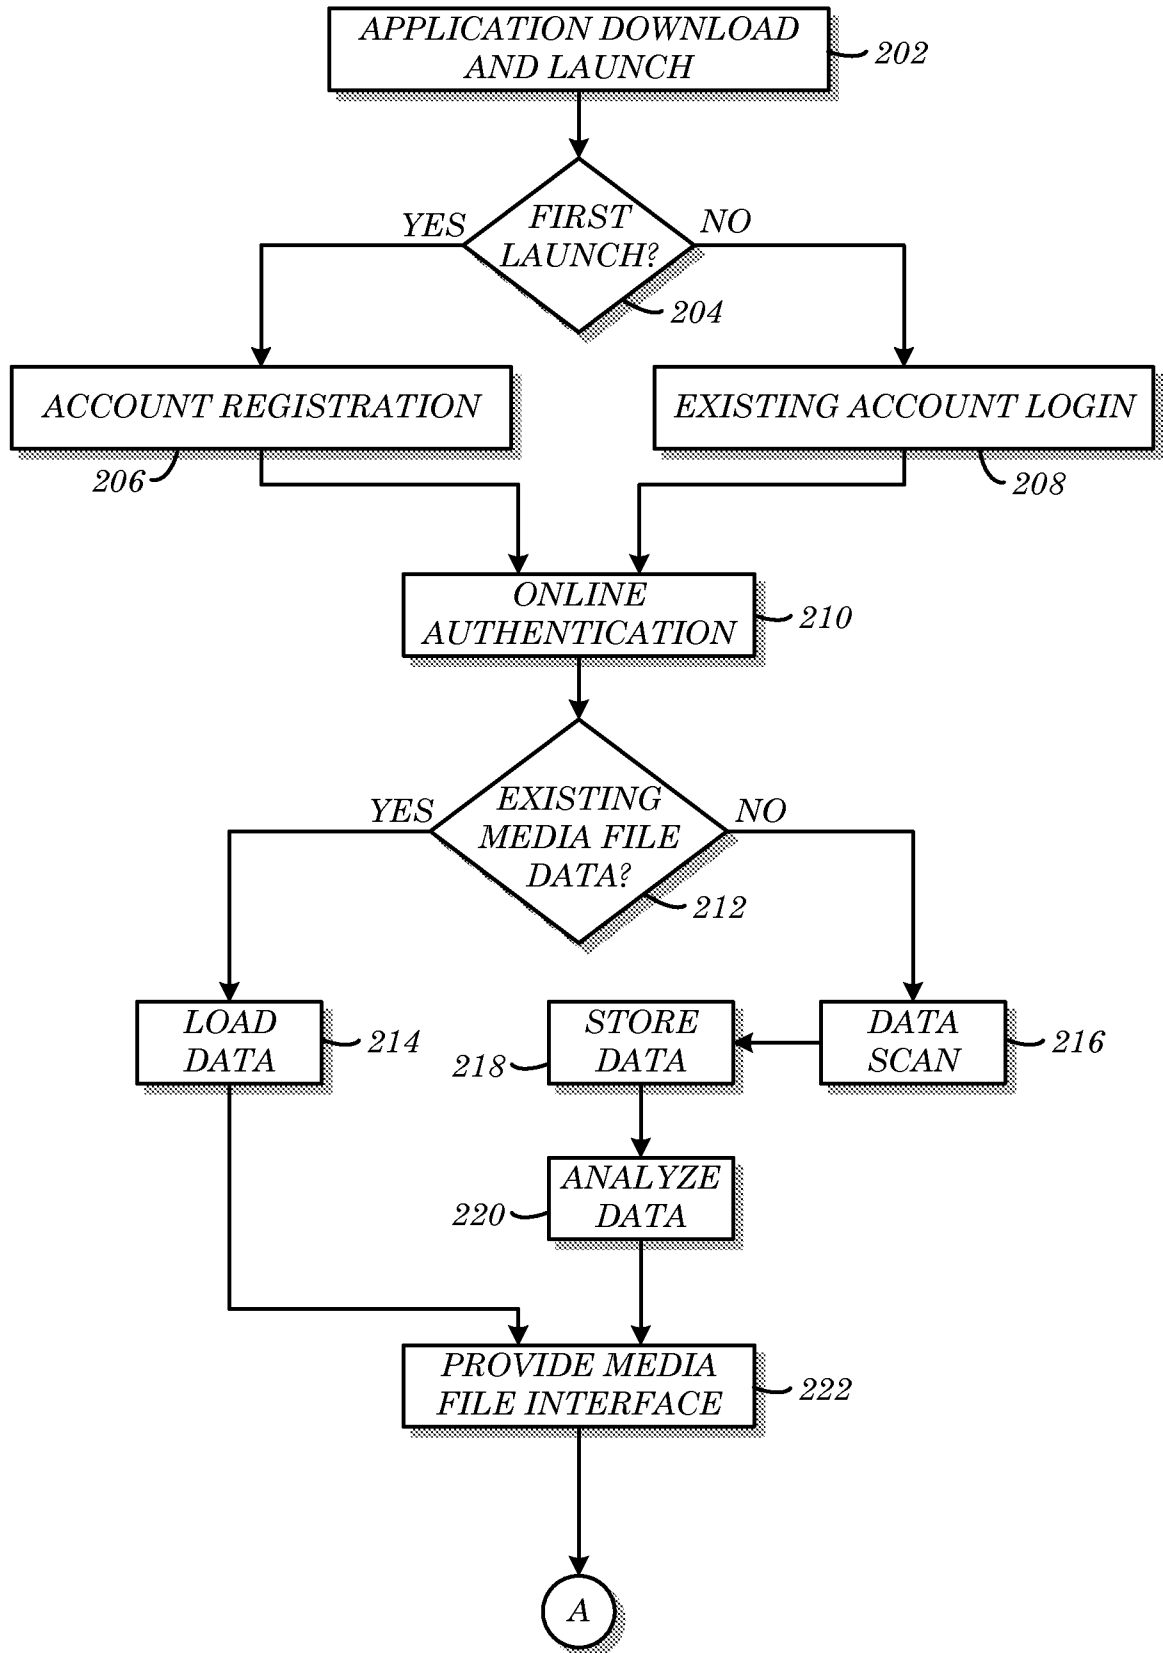 APPLICATION DOWNLOAD
AND LAUNCH
202
FIRST
LAUNCH?
YES
NO
204
ACCOUNT REGISTRATION
206
EXISTING ACCOUNT LOGIN
208
ONLINE
AUTHENTICATION
210
EXISTING
MEDIA FILE
DATA?
YES
NO
212
LOAD
DATA
214
STORE
DATA
218
DATA
SCAN
216
ANALYZE
DATA
220
PROVIDE MEDIA
FILE INTERFACE
222
A